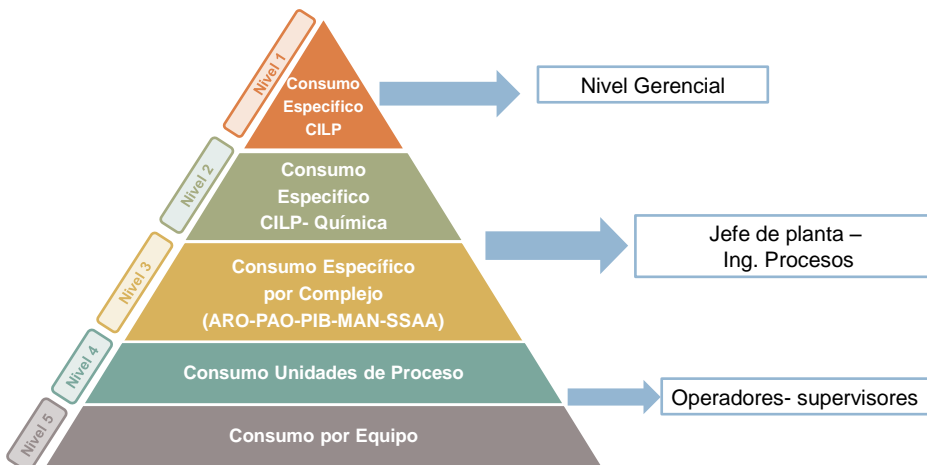 Nivel 1
Consumo
Especifico
CILP
Nivel Gerencial
Nivel 2
Consumo
Especifico
CILP- Química
Jefe de planta –
Ing. Procesos
Nivel 3
Consumo Específico
por Complejo
(ARO-PAO-PIB-MAN-SSAA)
Nivel 4
Consumo Unidades de Proceso
Operadores- supervisores
Nivel 5
Consumo por Equipo